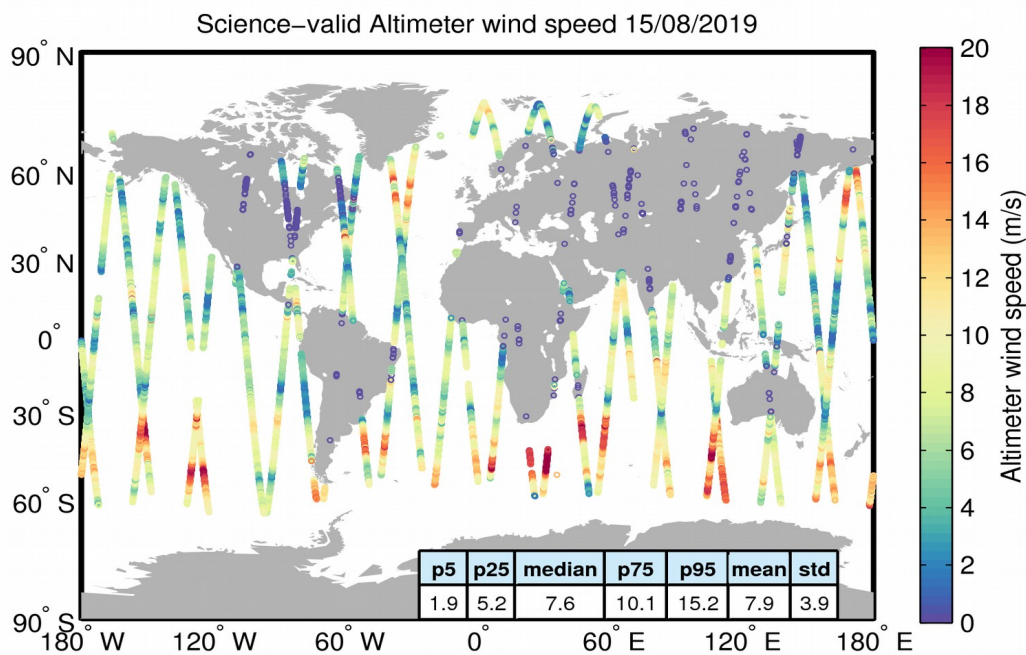 Science-valid Altimeter wind speed 15/08/2019
90° N
60° N
30° N
0°
30° S
60° S
90° S
180° W
120° W
60° W
0°
60° E
120° E
180° E
p5 p25 median p75 p95 mean std
1.9 5.2 7.6 10.1 15.2 7.9 3.9
20
18
16
14
12
10
8
6
4
2
0
Altimeter wind speed (m/s)